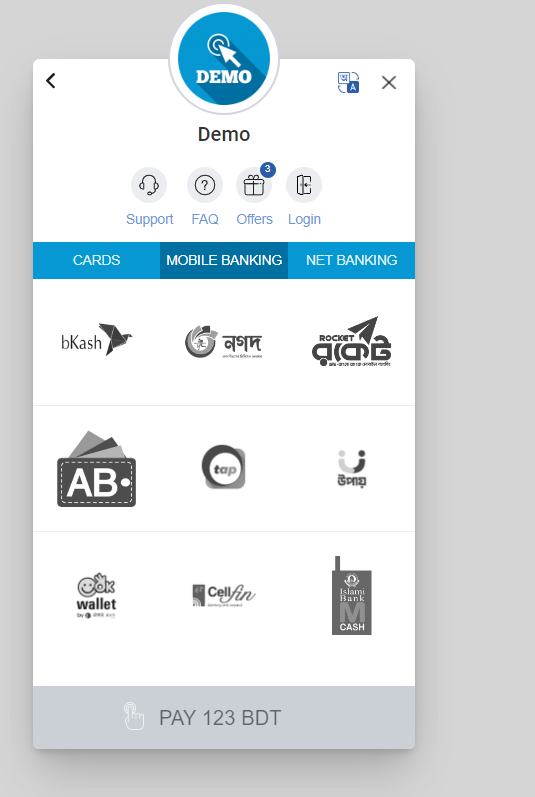 DEMO
অ
A
Demo
3
Support FAQ Offers Login
CARDS MOBILE BANKING NET BANKING
bKash
নগদ
ROCKET
রকেট
AB
tap
উপায়
ok
wallet
by
Cellfin
Islami
Bank
M
CASH
PAY 123 BDT